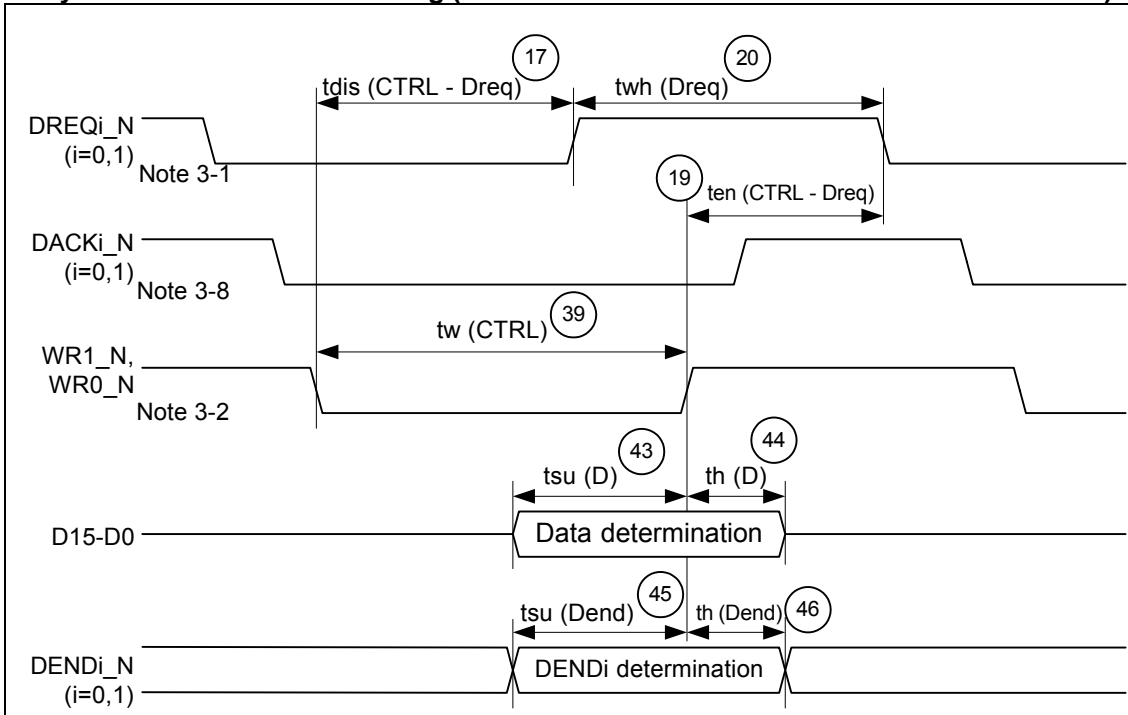 17
20
tdis (CTRL - Dreq)
twh (Dreq)
DREQi_N
(i=0,1)
Note 3-1
19
ten (CTRL - Dreq)
DACKi_N
(i=0,1)
Note 3-8
39
tw (CTRL)
WR1_N,
WR0_N
Note 3-2
43
44
tsu (D)
th (D)
D15-D0
Data determination
45
46
tsu (Dend)
th (Dend)
DENDi_N
(i=0,1)
DENDi determination